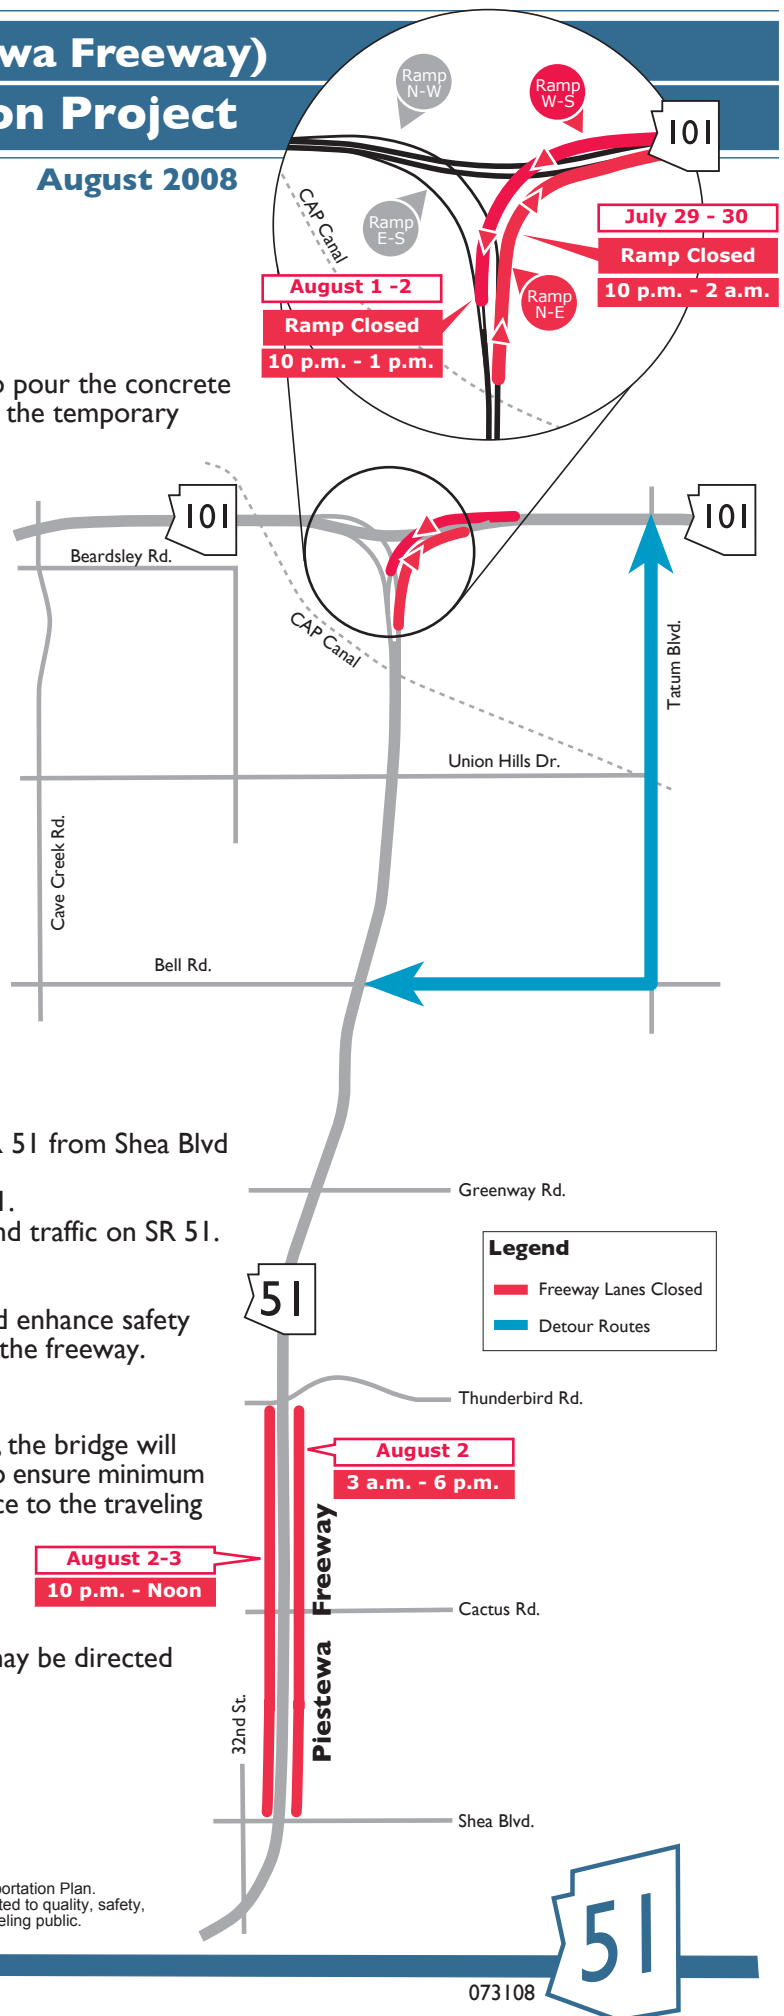 wa Freeway)
on Project
August 2008
Ramp
N-W
Ramp
W-S
101
CAP Canal
Ramp
E-S
July 29 - 30
Ramp Closed
10 p.m. - 2 a.m.
August 1 -2
Ramp Closed
10 p.m. - 1 p.m.
Ramp
N-E
o pour the concrete
the temporary
101
101
Beardsley Rd.
CAP Canal
Tatum Blvd.
Union Hills Dr.
Cave Creek Rd.
Bell Rd.
R 51 from Shea Blvd
1.
nd traffic on SR 51.
Greenway Rd.
Legend
Freeway Lanes Closed
Detour Routes
51
d enhance safety
the freeway.
Thunderbird Rd.
, the bridge will
o ensure minimum
ce to the traveling
August 2
3 a.m. - 6 p.m.
August 2-3
10 p.m. - Noon
Piestewa Freeway
Cactus Rd.
may be directed
32nd St.
Shea Blvd.
portation Plan.
ted to quality, safety,
eling public.
51
073108